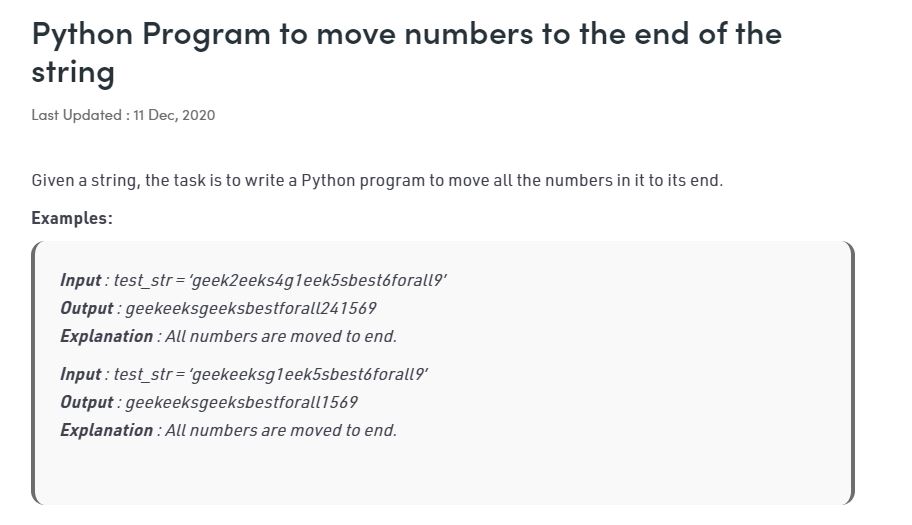 Python Program to move numbers to the end of the
string
Last Updated : 11 Dec, 2020
Given a string, the task is to write a Python program to move all the numbers in it to its end.
Examples:
Input : test_str = ‘geek2eeks4g1eek5sbest6forall9’
Output : geekeeksgeeksbestforall241569
Explanation : All numbers are moved to end.
Input : test_str = ‘geekeeksg1eek5sbest6forall9’
Output : geekeeksgeeksbestforall1569
Explanation : All numbers are moved to end.